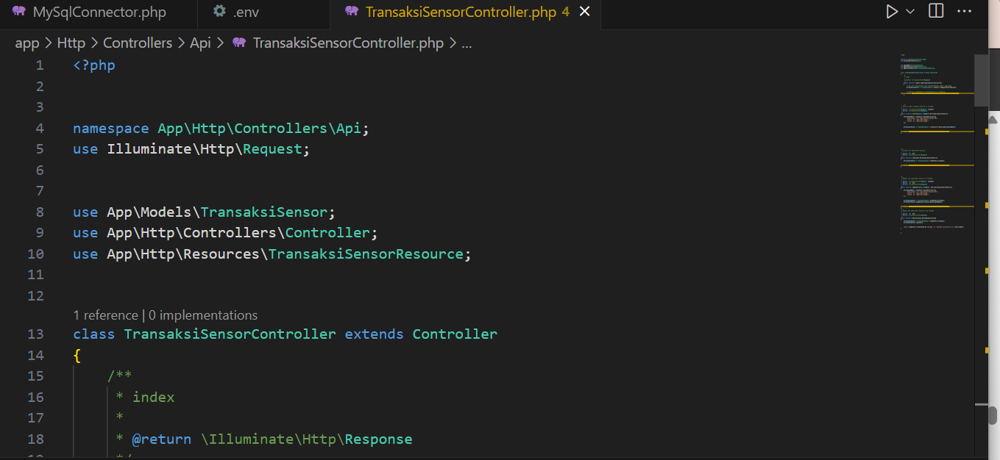 MySqlConnector.php
.env
TransaksiSensorController.php 4
app > Http > Controllers > Api > TransaksiSensorController.php > ...
1 <?php
2
3
4 namespace App\Http\Controllers\Api;
5 use Illuminate\Http\Request;
6
7
8 use App\Models\TransaksiSensor;
9 use App\Http\Controllers\Controller;
10 use App\Http\Resources\TransaksiSensorResource;
11
12
1 reference | 0 implementations
13 class TransaksiSensorController extends Controller
14 {
15 /**
16 * index
17 *
18 * @return \Illuminate\Http\Response